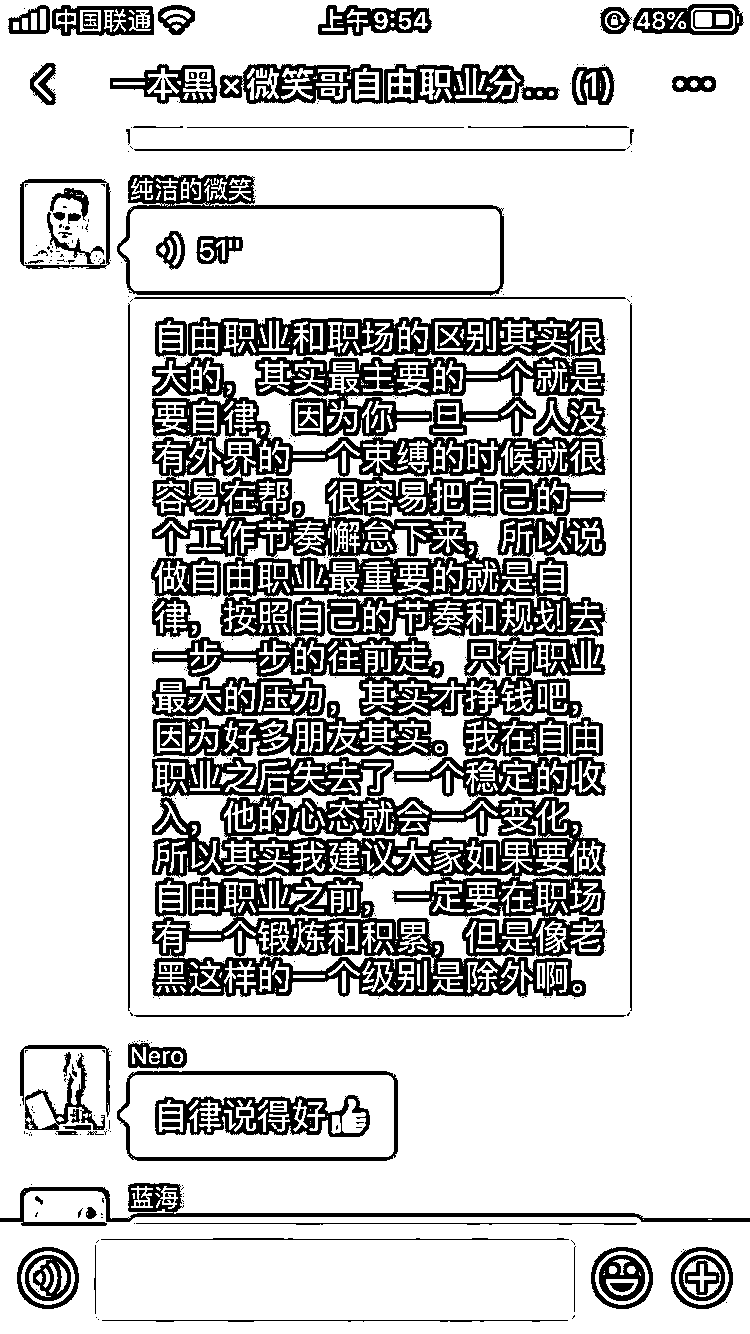 中国联通 上午9:54 48%
一本黑×微笑哥自由职业分... (1)
纯洁的微笑
51"
自由职业和职场的区别其实很
大的，其实最主要的一个就是
要自律，因为你一旦一个人没
有外界的一个束缚的时候就很
容易在帮，很容易把自己的一
个工作节奏懈怠下来，所以说
做自由职业最重要的就是自
律，按照自己的节奏和规划去
一步一步的往前走，只有职业
最大的压力，其实才挣钱吧，
因为好多朋友其实。我在自由
职业之后失去了一个稳定的收
入，他的心态就会一个变化，
所以其实我建议大家如果要做
自由职业之前，一定要在职场
有一个锻炼和积累，但是像老
黑这样的一个级别是除外啊。
Nero
自律说得好👍
蓝海